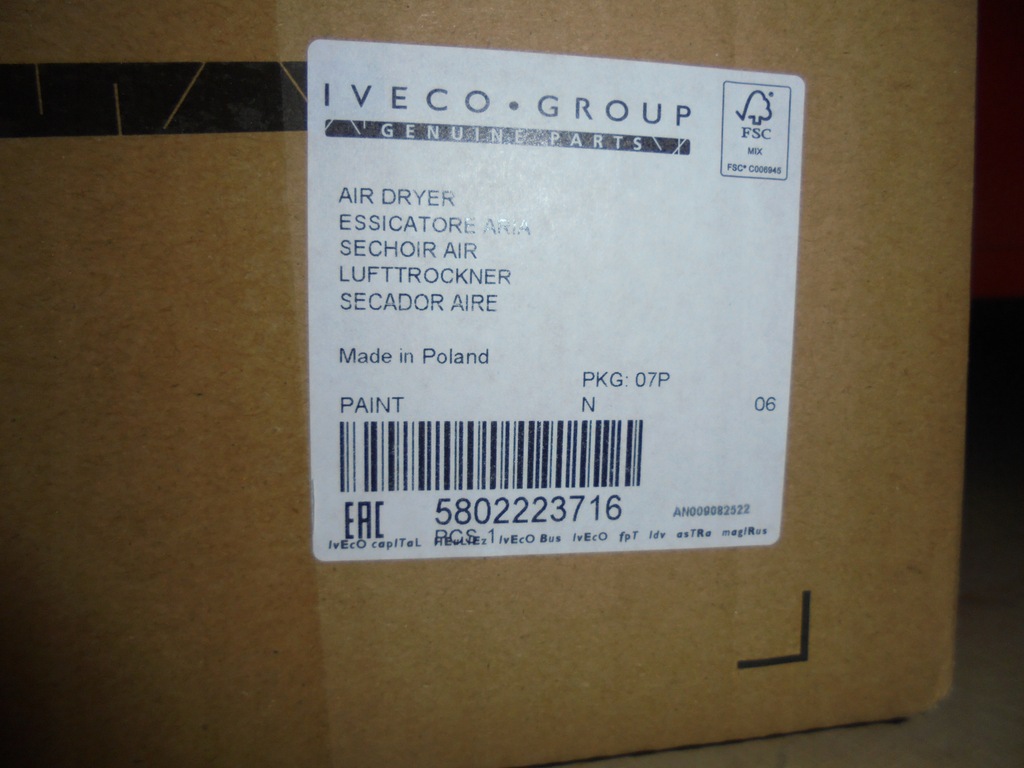 IVECO • GROUP
GENUINE PARTS
FSC
MIX
FSC® C006945
AIR DRYER
ESSICATORE ARIA
SECHOIR AIR
LUFTTROCKNER
SECADOR AIRE
Made in Poland
PKG: 07P
PAINT N 06
5802223716 AN009082522
EAC PCS 1
IvEcO capITaL HEuLiEz IvEcO Bus IvEcO fpT Idv asTRa magIRus